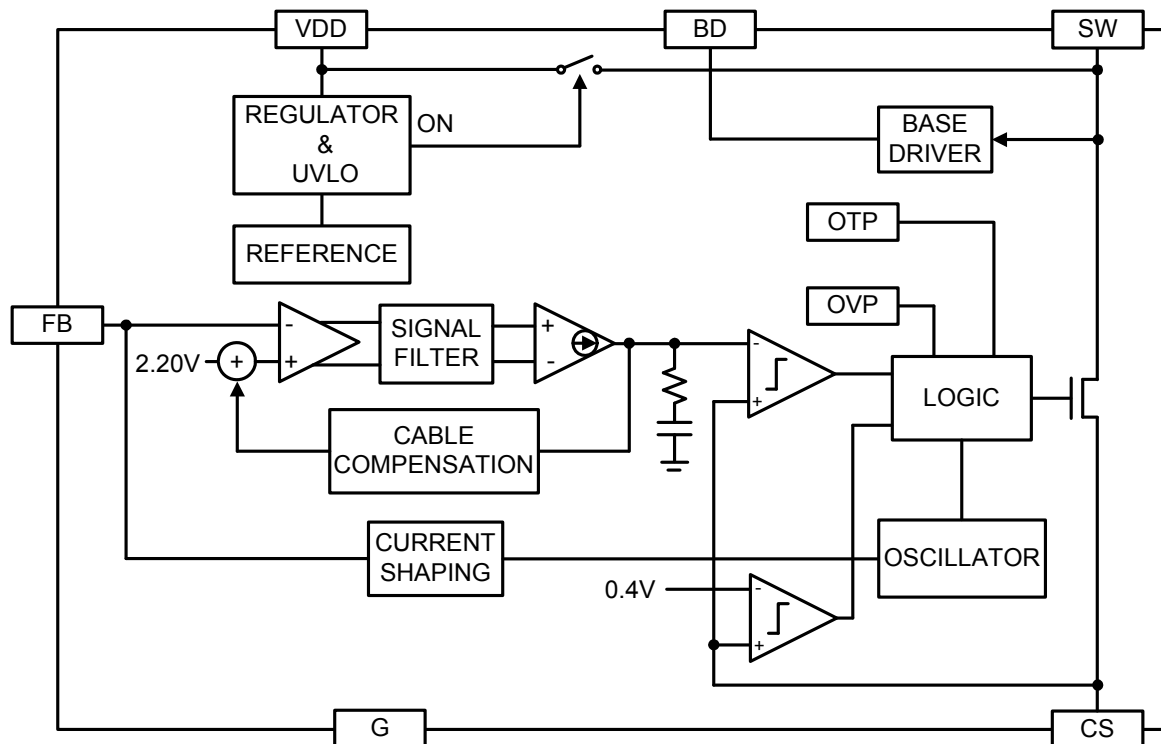 VDD
BD
SW
REGULATOR
&
UVLO
ON
BASE
DRIVER
REFERENCE
OTP
OVP
FB
-
+
2.20V
+
SIGNAL
FILTER
+
-
-
+
LOGIC
CABLE
COMPENSATION
CURRENT
SHAPING
OSCILLATOR
0.4V
-
+
G
CS